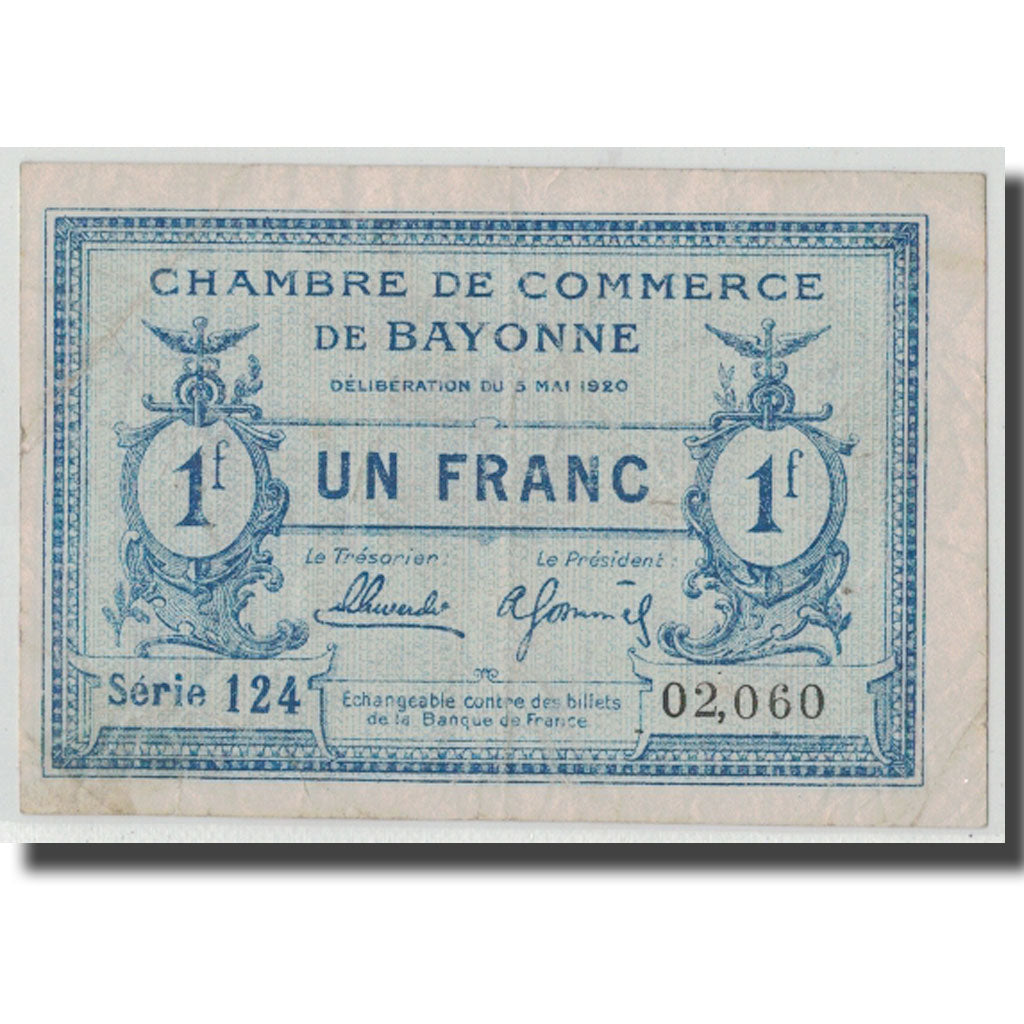 CHAMBRE DE COMMERCE
DE BAYONNE
DÉLIBÉRATION DU 5 MAI 1920
1f UN FRANC 1f
Le Trésorier: Le Président:
Série 124
Echangeable contre des billets
de la Banque de France.
02,060